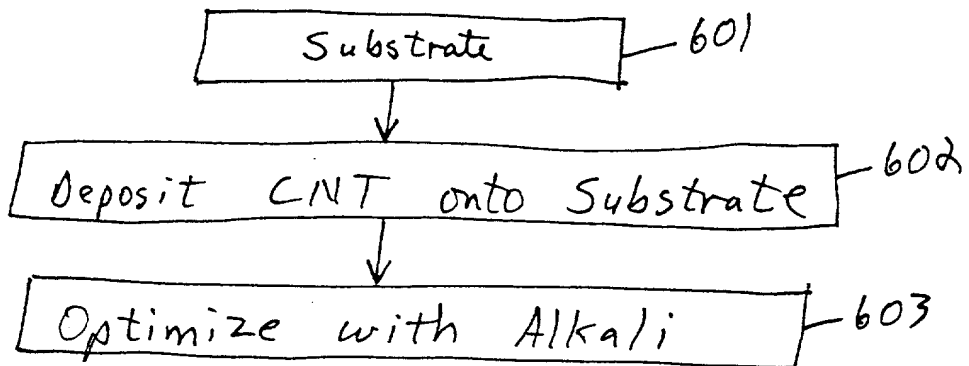 Substrate 601
Deposit CNT onto Substrate 602
Optimize with Alkali 603